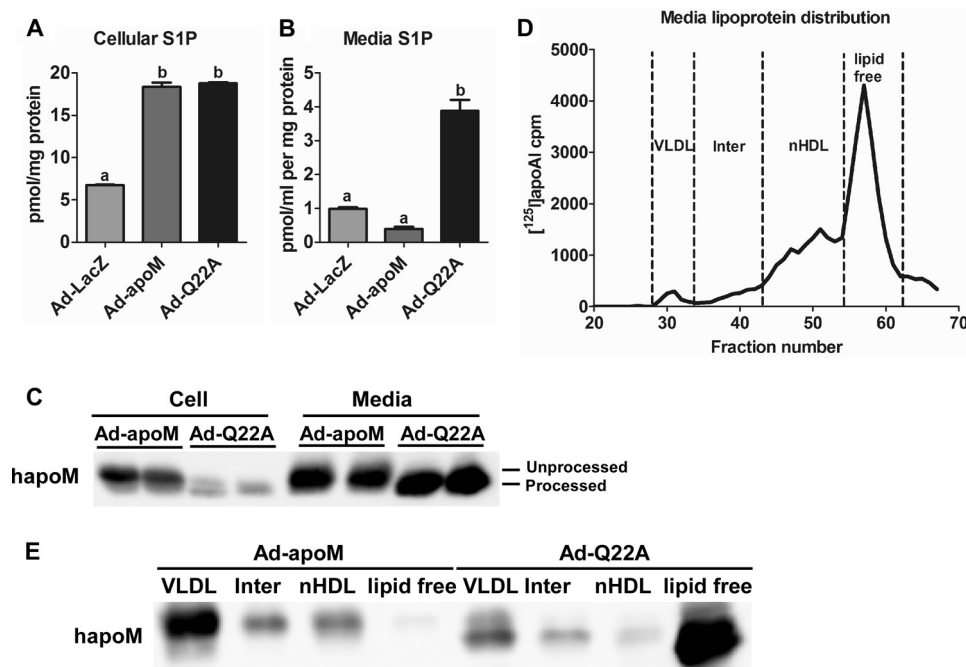 A
Cellular S1P
pmol/mg protein
20
15
10
5
0
a
b
b
Ad-LacZ
Ad-apoM
Ad-Q22A
B
Media S1P
pmol/ml per mg protein
5
4
3
2
1
0
a
a
b
Ad-LacZ
Ad-apoM
Ad-Q22A
D
Media lipoprotein distribution
[125I]apoAI cpm
5000
4000
3000
2000
1000
0
VLDL
Inter
nHDL
lipid
free
20 30 40 50 60 70
Fraction number
C
Cell Media
Ad-apoM Ad-Q22A Ad-apoM Ad-Q22A
hapoM
Unprocessed
Processed
E
Ad-apoM Ad-Q22A
VLDL Inter nHDL lipid free VLDL Inter nHDL lipid free
hapoM